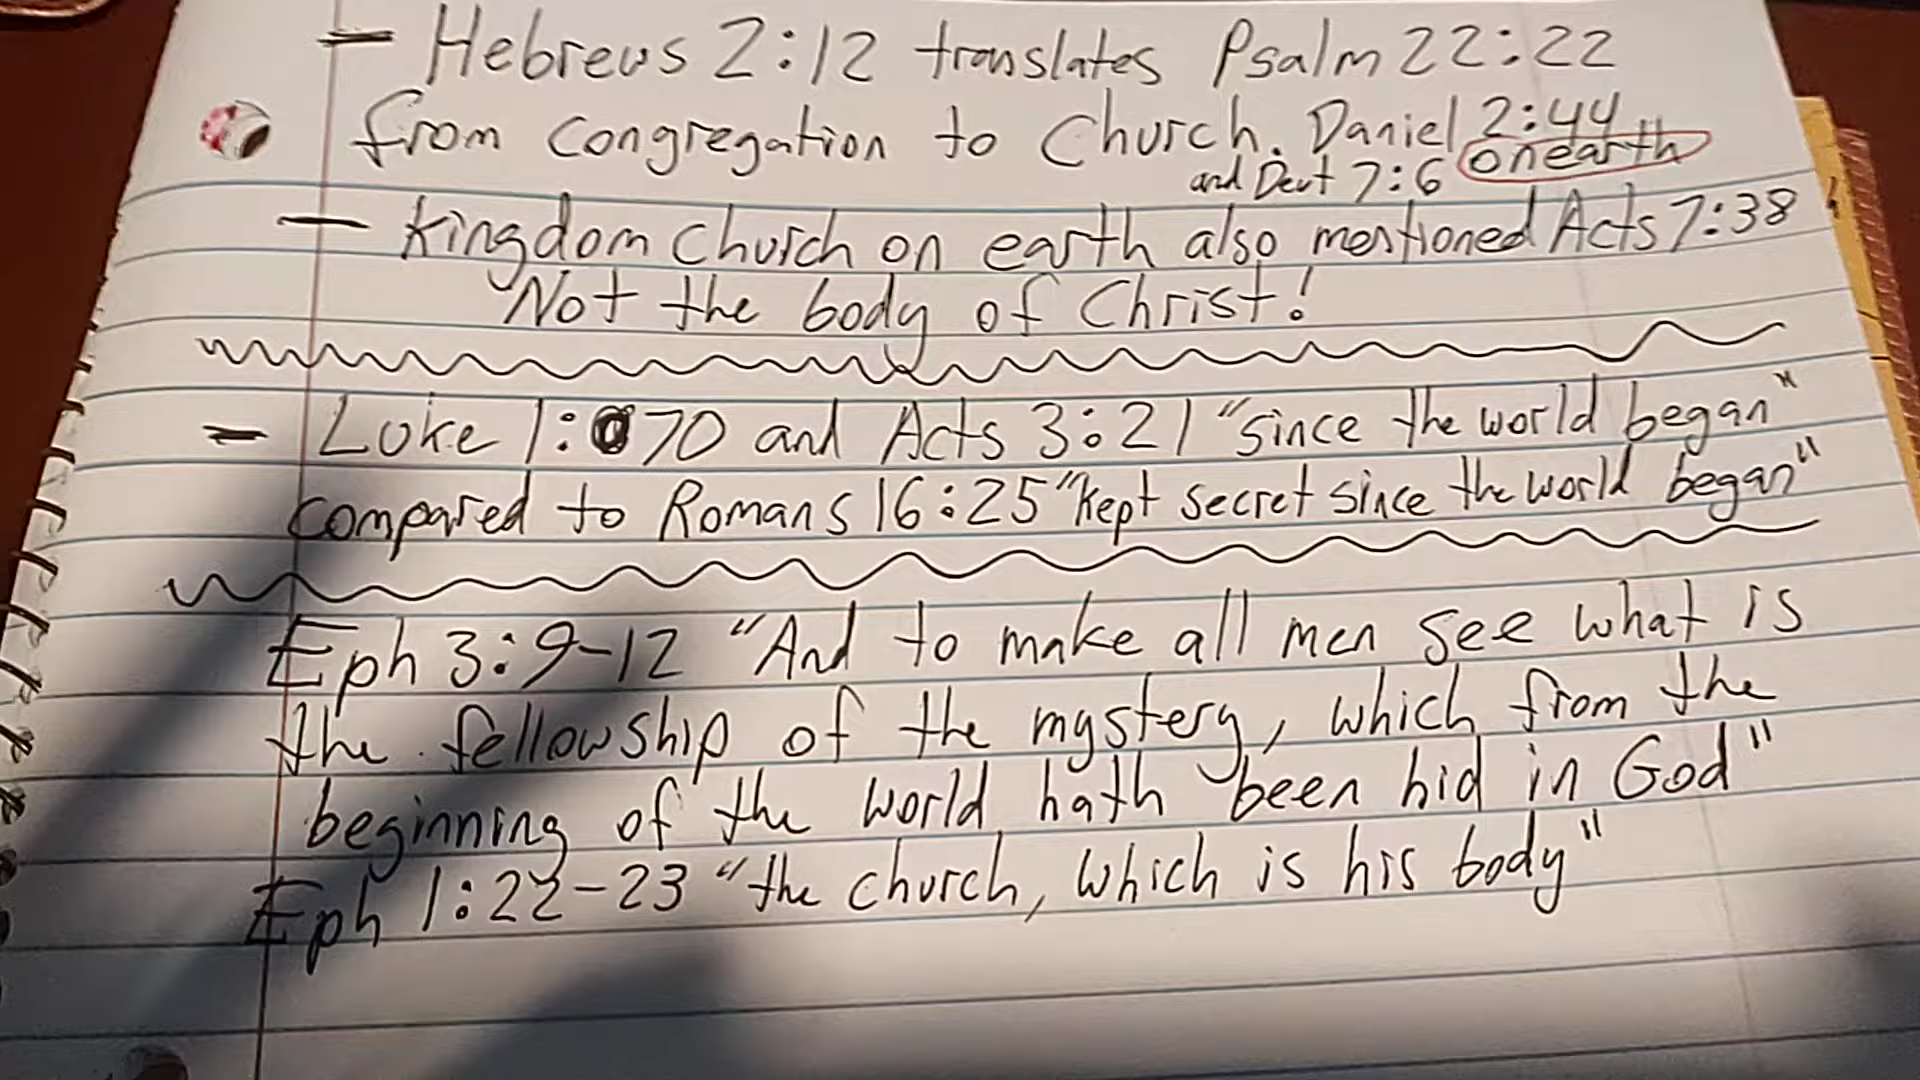 - Hebrews 2:12 translates Psalm 22:22
from congregation to Church. Daniel 2:44
and Deut 7:6 on earth
- Kingdom Church on earth also mentioned Acts 7:38
Not the body of Christ!
- Luke 1:70 and Acts 3:21 "since the world began"
compared to Romans 16:25 "kept secret since the world began"
Eph 3:9-12 "And to make all men see what is
the fellowship of the mystery, which from the
beginning of the world hath been hid in God"
Eph 1:22-23 "the church, which is his body"